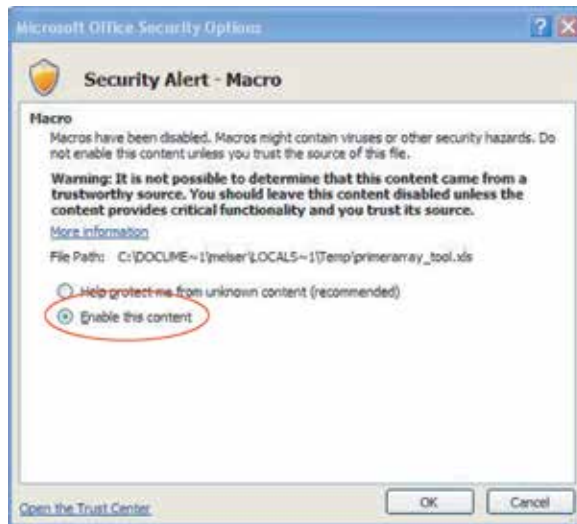 Microsoft Office Security Options
Security Alert - Macro
Macro
Macros have been disabled. Macros might contain viruses or other security hazards. Do
not enable this content unless you trust the source of this file.
Warning: It is not possible to determine that this content came from a
trustworthy source. You should leave this content disabled unless the
content provides critical functionality and you trust its source.
More information
File Path: C:\DOCUME~1\melser\LOCALS~1\Temp\primerarray_tool.xls
Help protect me from unknown content (recommended)
Enable this content
Open the Trust Center
OK
Cancel